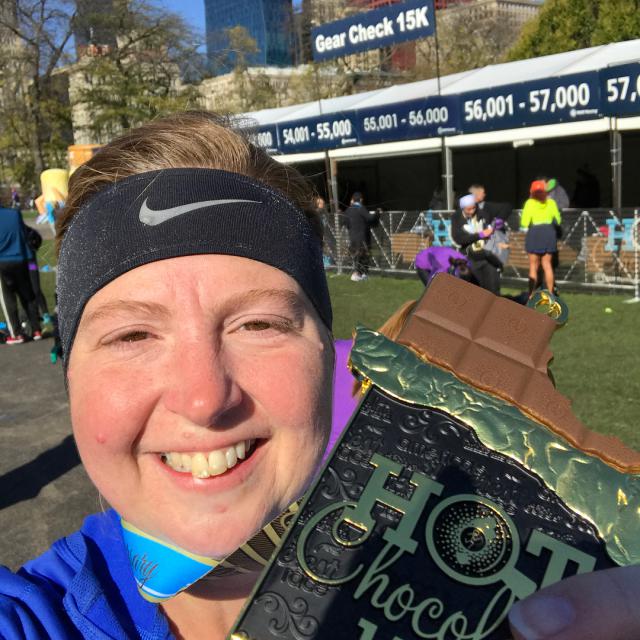 Gear Check 15K
54,001 - 55,000
55,001 - 56,000
56,001 - 57,000
57,0
HOT
Chocol